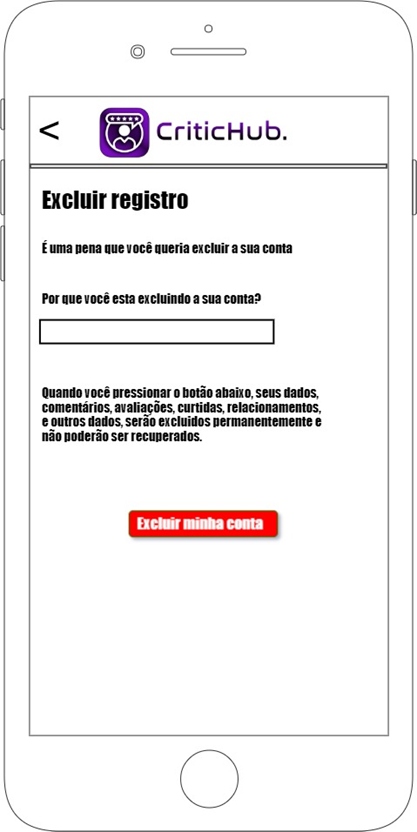 <
CriticHub.
Excluir registro
É uma pena que você queria excluir a sua conta
Por que você esta excluindo a sua conta?
Quando você pressionar o botão abaixo, seus dados,
comentários, avaliações, curtidas, relacionamentos,
e outros dados, serão excluidos permanentemente e
não poderão ser recuperados.
Excluir minha conta